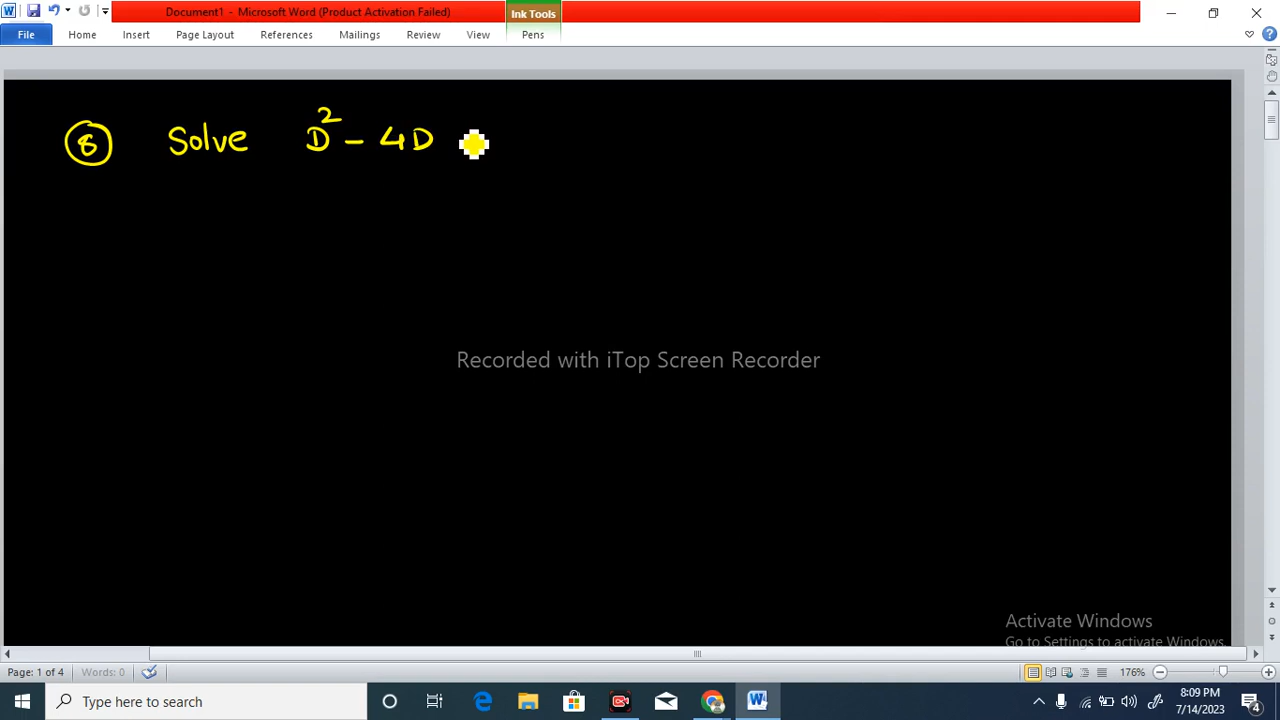 Document1 - Microsoft Word (Product Activation Failed)
Ink Tools
File Home Insert Page Layout References Mailings Review View Pens
⑧ Solve D² - 4D
Recorded with iTop Screen Recorder
Activate Windows
Go to Settings to activate Windows.
Page: 1 of 4 Words: 0 176%
Type here to search
8:09 PM
7/14/2023
4